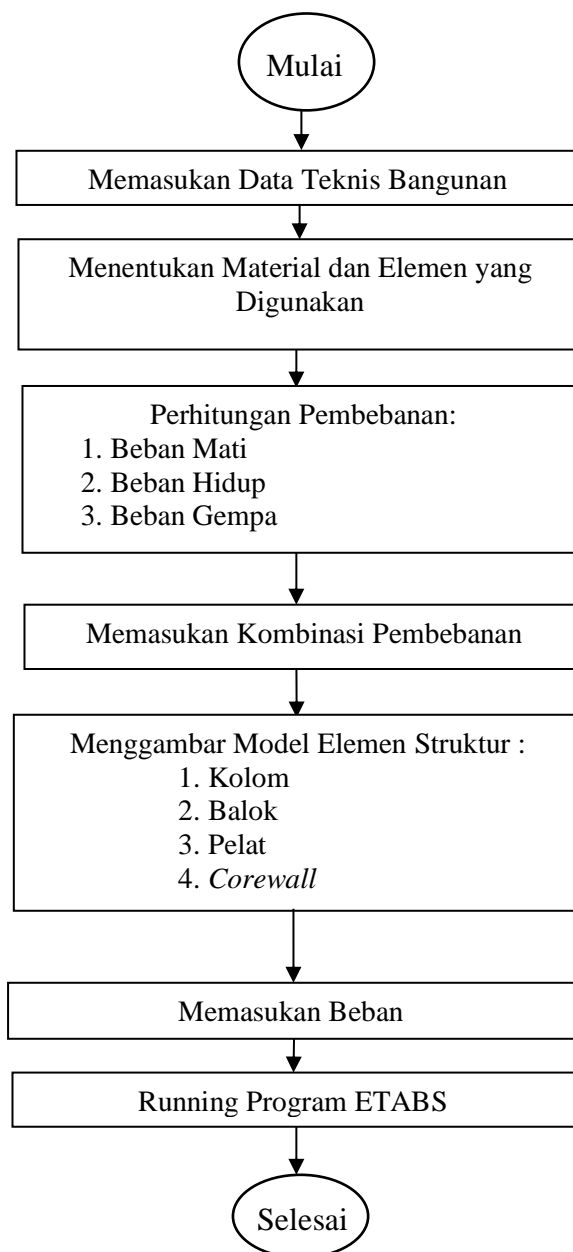 Mulai
Memasukan Data Teknis Bangunan
Menentukan Material dan Elemen yang
Digunakan
Perhitungan Pembebanan:
1. Beban Mati
2. Beban Hidup
3. Beban Gempa
Memasukan Kombinasi Pembebanan
Menggambar Model Elemen Struktur :
1. Kolom
2. Balok
3. Pelat
4. Corewall
Memasukan Beban
Running Program ETABS
Selesai